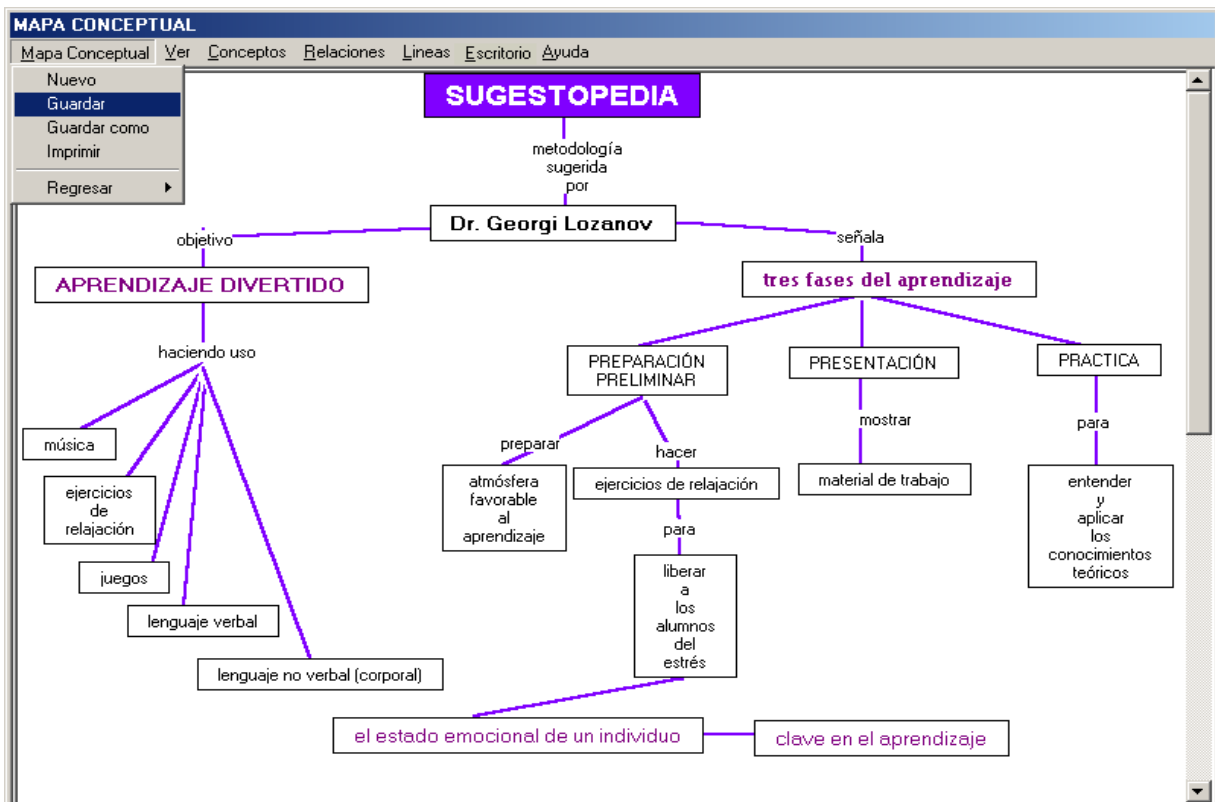 MAPA CONCEPTUAL
Mapa Conceptual Ver Conceptos Relaciones Lineas Escritorio Ayuda
Nuevo
Guardar
Guardar como
Imprimir
Regresar
SUGESTOPEDIA
metodología
sugerida
por
Dr. Georgi Lozanov
objetivo
señala
APRENDIZAJE DIVERTIDO
tres fases del aprendizaje
haciendo uso
música
ejercicios
de
relajación
juegos
lenguaje verbal
lenguaje no verbal (corporal)
PREPARACIÓN
PRELIMINAR
PRESENTACIÓN
PRACTICA
preparar
hacer
mostrar
para
atmósfera
favorable
al
aprendizaje
ejercicios de relajación
material de trabajo
entender
y
aplicar
los
conocimientos
teóricos
para
liberar
a
los
alumnos
del
estrés
el estado emocional de un individuo
clave en el aprendizaje